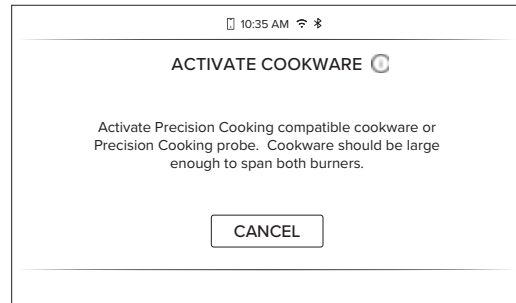 10:35 AM
ACTIVATE COOKWARE
Activate Precision Cooking compatible cookware or
Precision Cooking probe.  Cookware should be large
enough to span both burners.
CANCEL